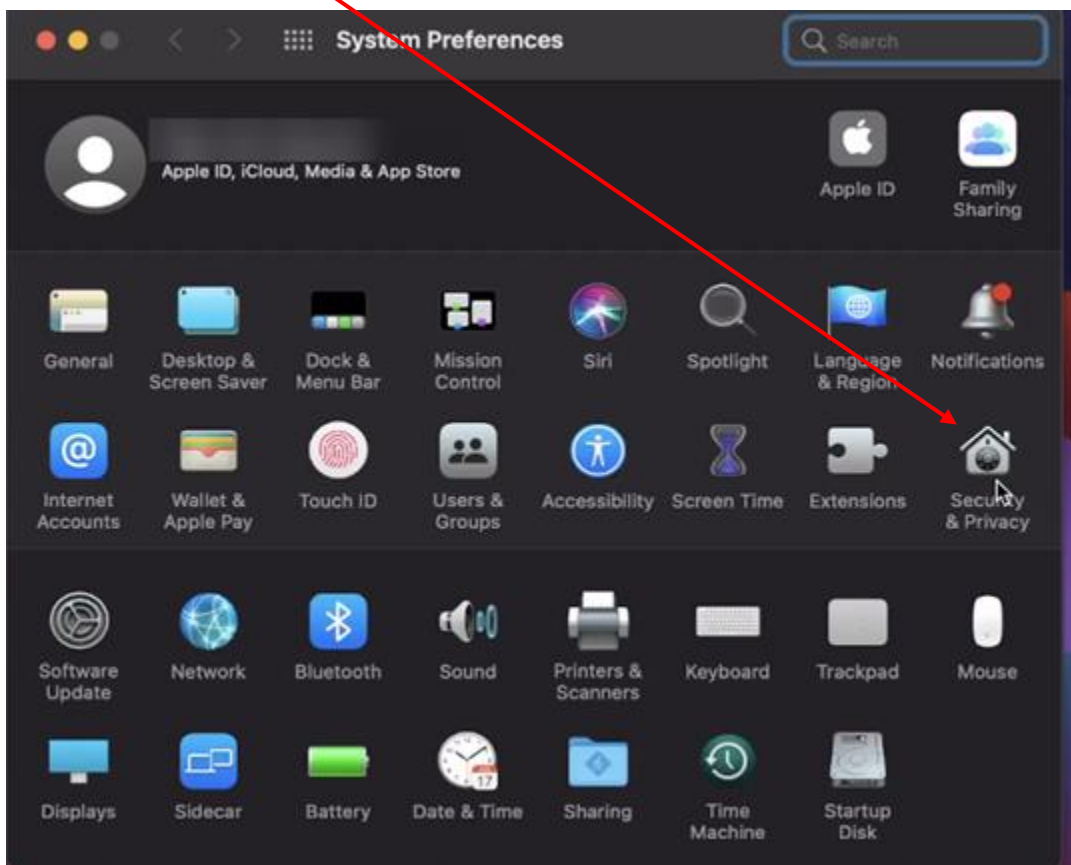 System Preferences
Search
Apple ID, iCloud, Media & App Store
Apple ID
Family
Sharing
General
Desktop &
Screen Saver
Dock &
Menu Bar
Mission
Control
Siri
Spotlight
Language
& Region
Notifications
Internet
Accounts
Wallet &
Apple Pay
Touch ID
Users &
Groups
Accessibility
Screen Time
Extensions
Security
& Privacy
Software
Update
Network
Bluetooth
Sound
Printers &
Scanners
Keyboard
Trackpad
Mouse
Displays
Sidecar
Battery
17
Date & Time
Sharing
Time
Machine
Startup
Disk